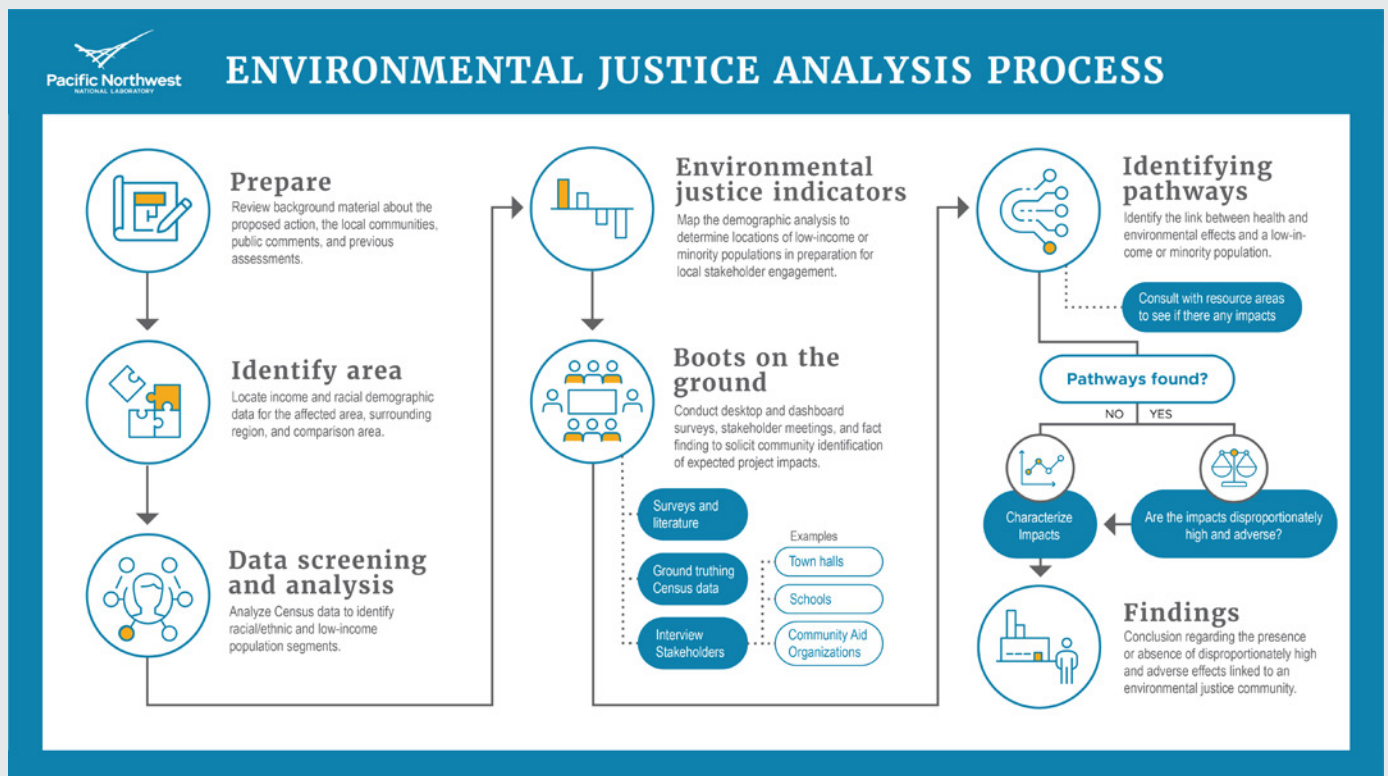 Pacific Northwest
NATIONAL LABORATORY
ENVIRONMENTAL JUSTICE ANALYSIS PROCESS
Prepare
Review background material about the
proposed action, the local communities,
public comments, and previous
assessments.
Identify area
Locate income and racial demographic
data for the affected area, surrounding
region, and comparison area.
Data screening
and analysis
Analyze Census data to identify
racial/ethnic and low-income
population segments.
Environmental
justice indicators
Map the demographic analysis to
determine locations of low-income or
minority populations in preparation for
local stakeholder engagement.
Boots on the
ground
Conduct desktop and dashboard
surveys, stakeholder meetings, and fact
finding to solicit community identification
of expected project impacts.
Surveys and
literature
Ground truthing
Census data
Interview
Stakeholders
Examples
Town halls
Schools
Community Aid
Organizations
Identifying
pathways
Identify the link between health and
environmental effects and a low-in-
come or minority population.
Consult with resource areas
to see if there any impacts
Pathways found?
NO YES
Characterize
Impacts
Are the impacts disproportionately
high and adverse?
Findings
Conclusion regarding the presence
or absence of disproportionately high
and adverse effects linked to an
environmental justice community.